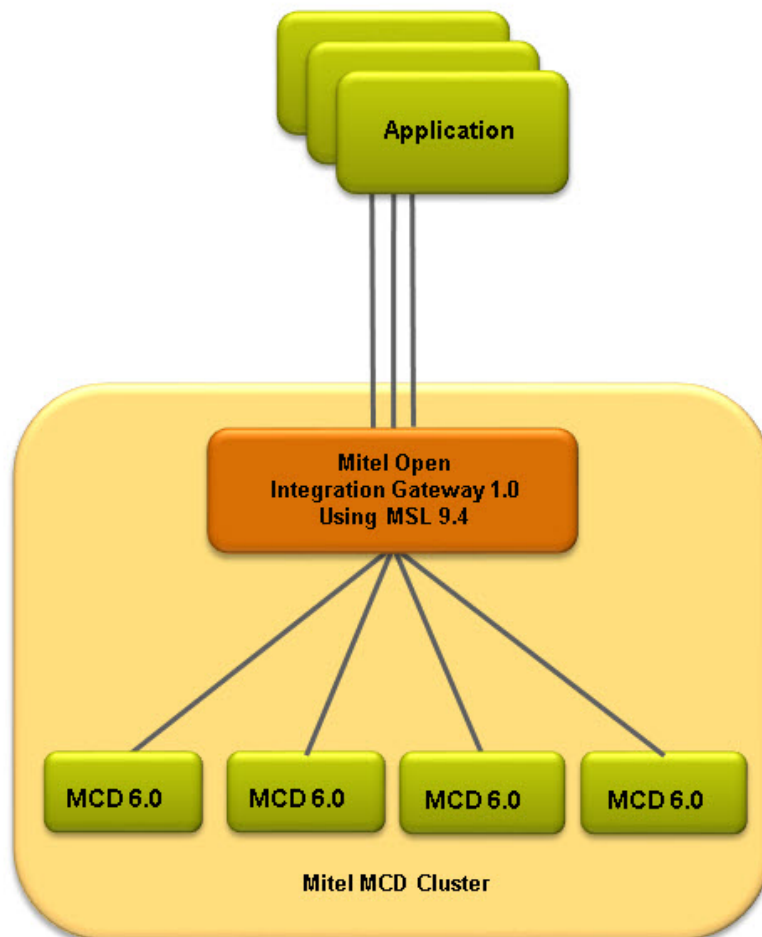 Application
Mitel Open
Integration Gateway 1.0
Using MSL 9.4
MCD 6.0
MCD 6.0
MCD 6.0
MCD 6.0
Mitel MCD Cluster